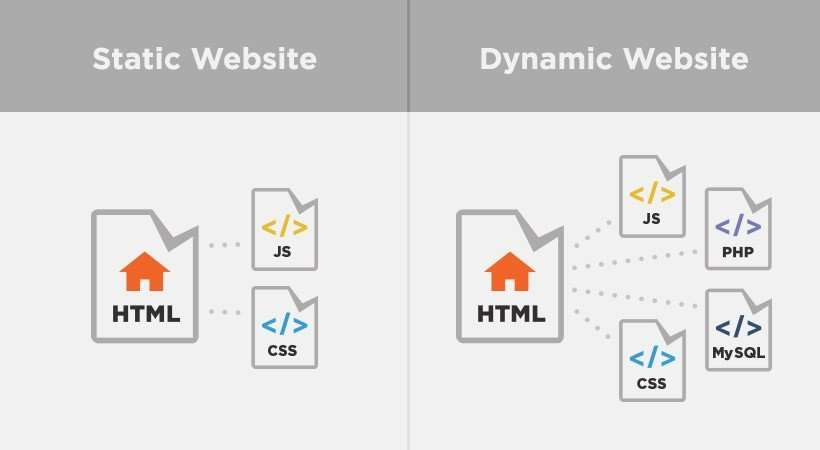 Static Website
Dynamic Website
HTML
</>
JS
</>
CSS
HTML
</>
JS
</>
PHP
</>
MySQL
</>
CSS